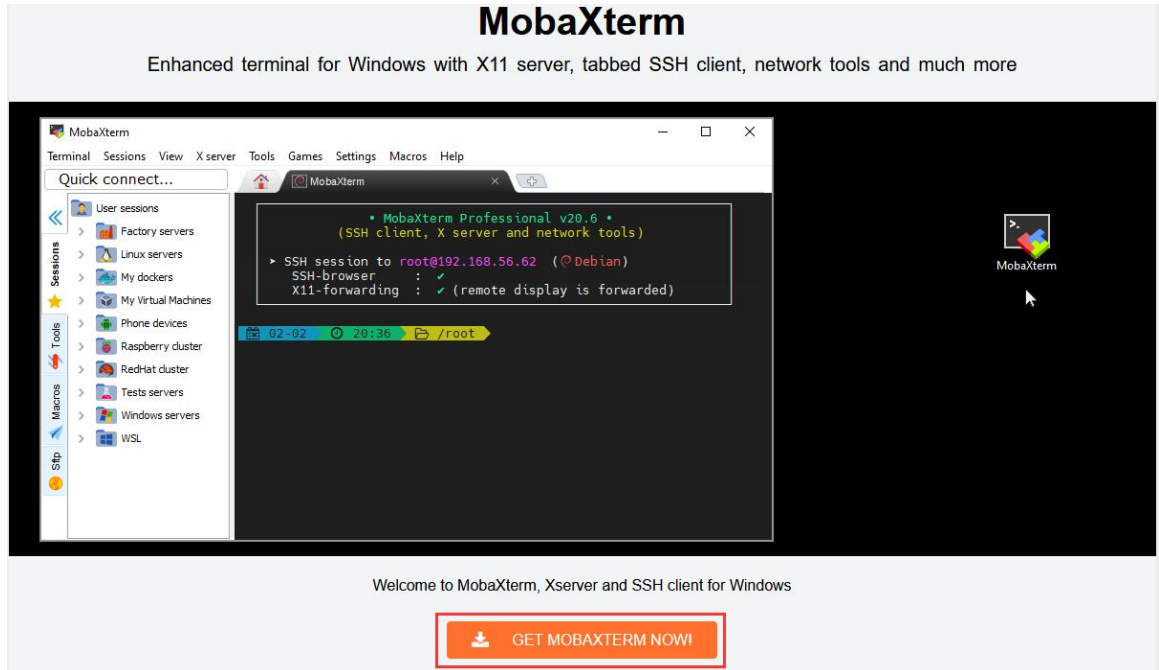 MobaXterm
Enhanced terminal for Windows with X11 server, tabbed SSH client, network tools and much more
MobaXterm
Terminal Sessions View X server Tools Games Settings Macros Help
Quick connect...
MobaXterm
User sessions
Factory servers
Linux servers
My dockers
My Virtual Machines
Phone devices
Raspberry cluster
RedHat cluster
Tests servers
Windows servers
WSL
Sessions
Tools
Macros
Sftp
• MobaXterm Professional v20.6 •
(SSH client, X server and network tools)
➤ SSH session to root@192.168.56.62 (Debian)
SSH-browser : ✔
X11-forwarding : ✔ (remote display is forwarded)
02-02 20:36 /root
MobaXterm
Welcome to MobaXterm, Xserver and SSH client for Windows
GET MOBAXTERM NOW!